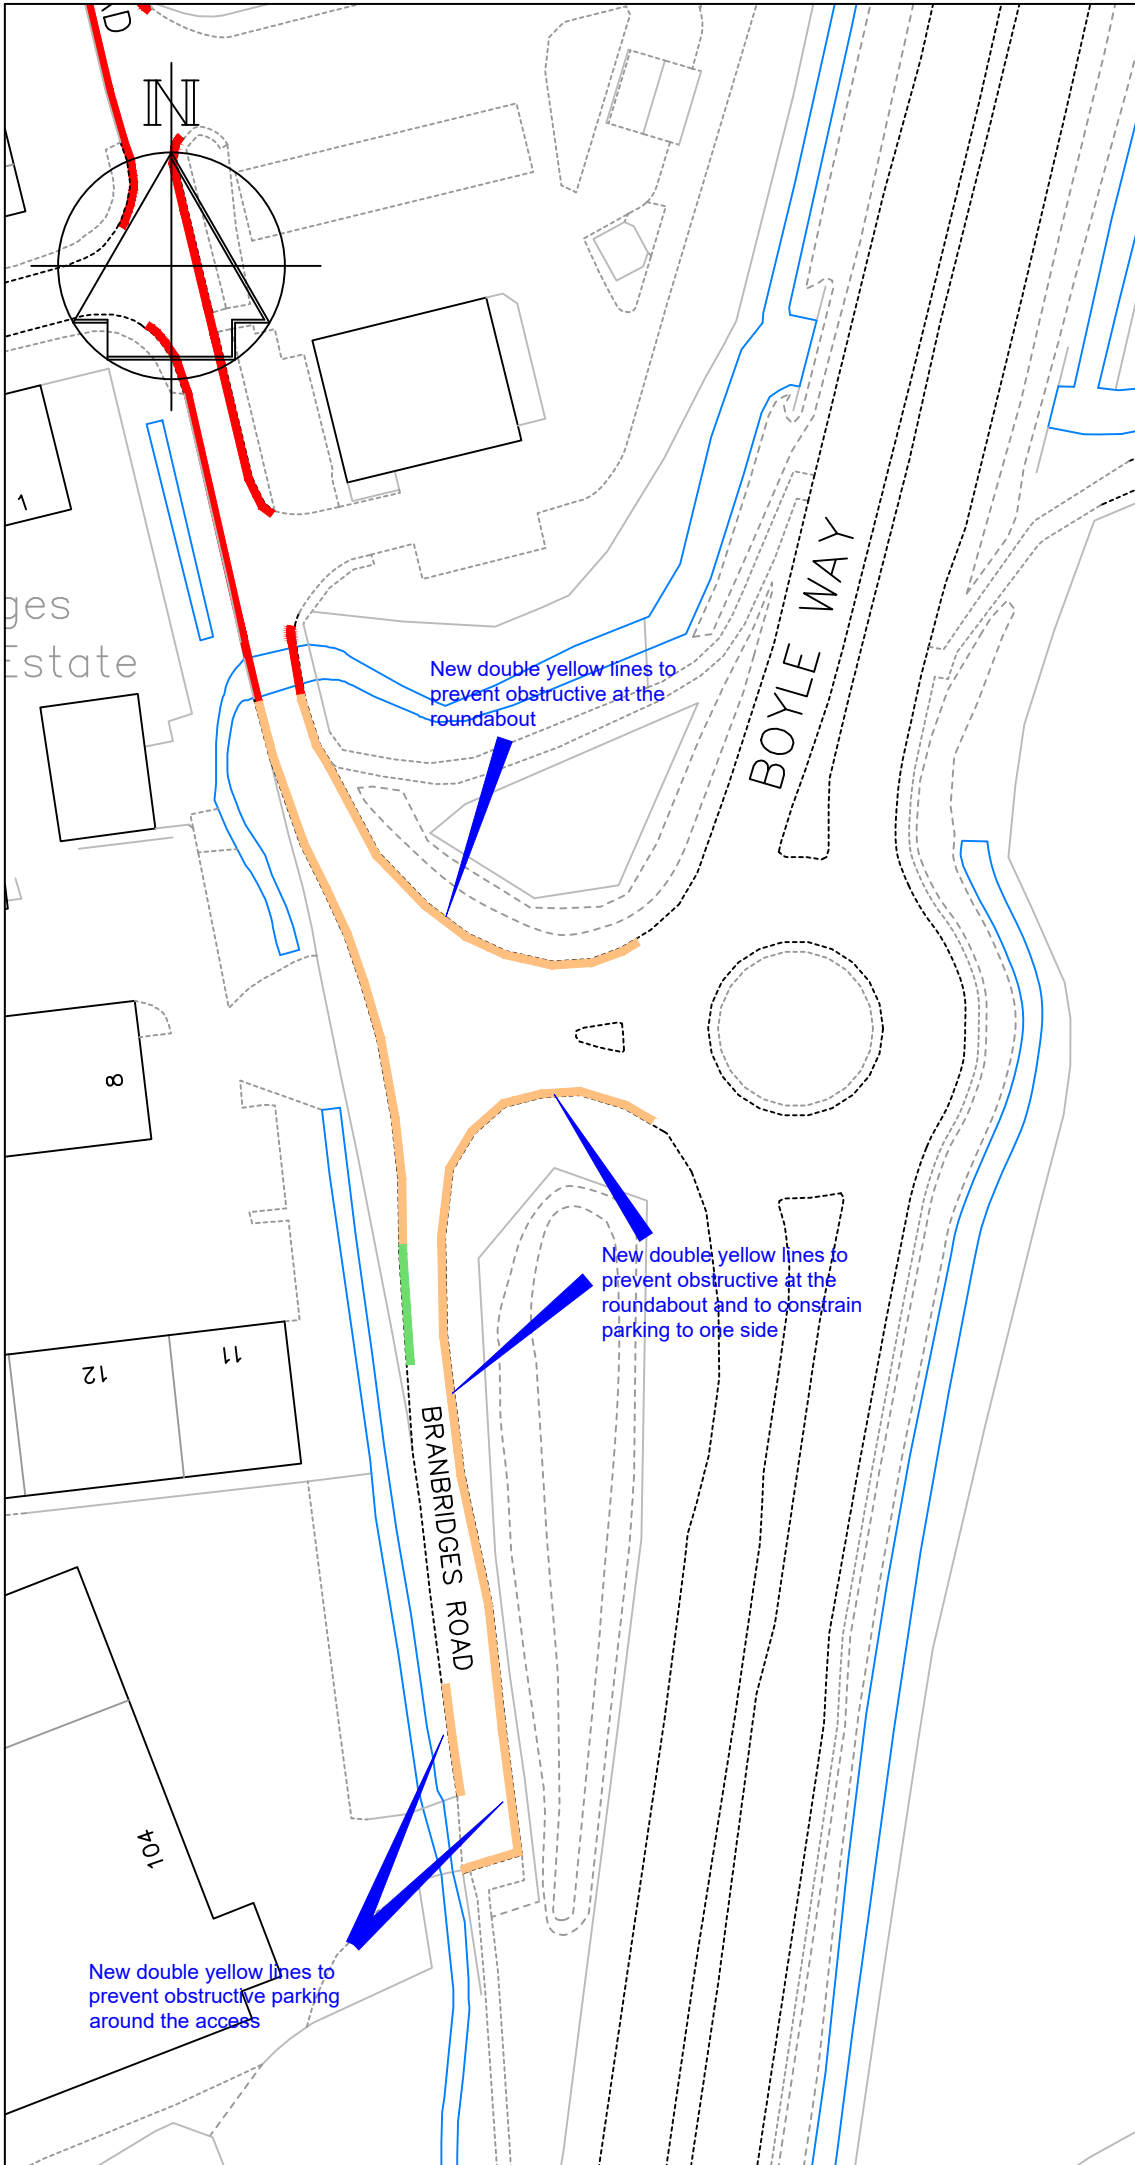 N
1
ges
Estate
New double yellow lines to
prevent obstructive at the
roundabout
BOYLE WAY
8
New double yellow lines to
prevent obstructive at the
roundabout and to constrain
parking to one side
12
11
BRANBRIDGES ROAD
104
New double yellow lines to
prevent obstructive parking
around the access